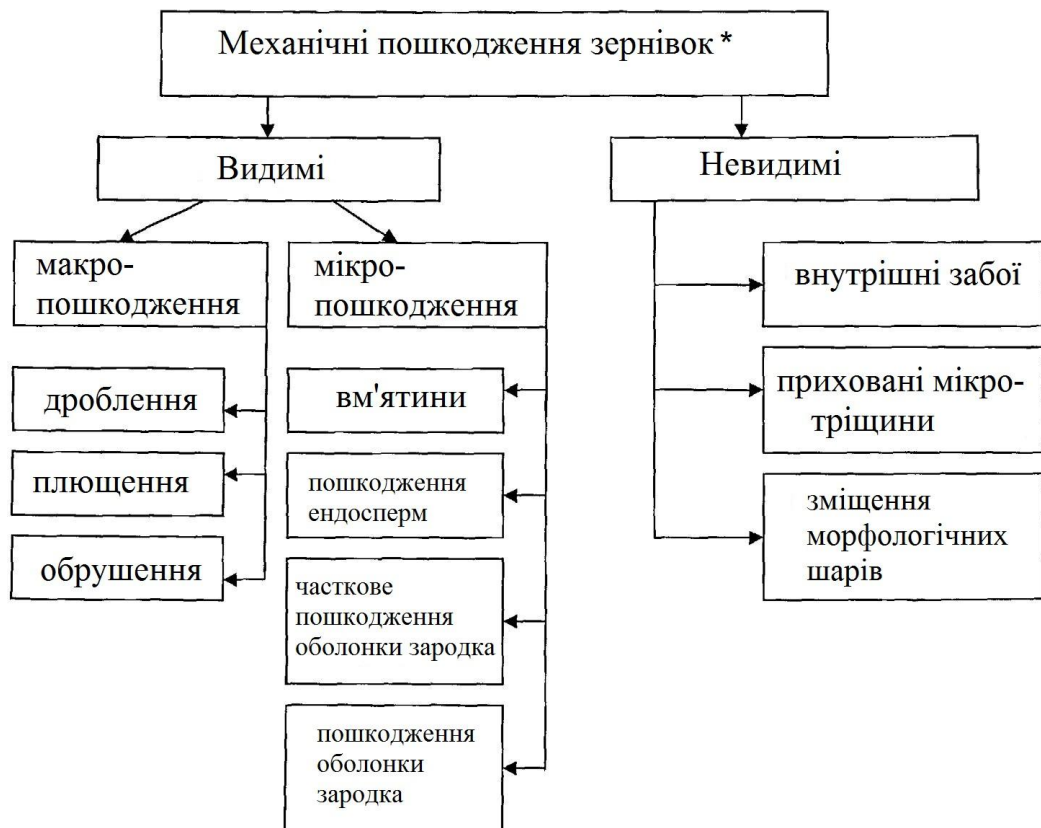 Механічні пошкодження зернівок *
Видимі
Невидимі
макро-
пошкодження
мікро-
пошкодження
дроблення
плющення
обрушення
вм'ятини
пошкодження
ендосперм
часткове
пошкодження
оболонки зародка
пошкодження
оболонки
зародка
внутрішні забої
приховані мікро-
тріщини
зміщення
морфологічних
шарів